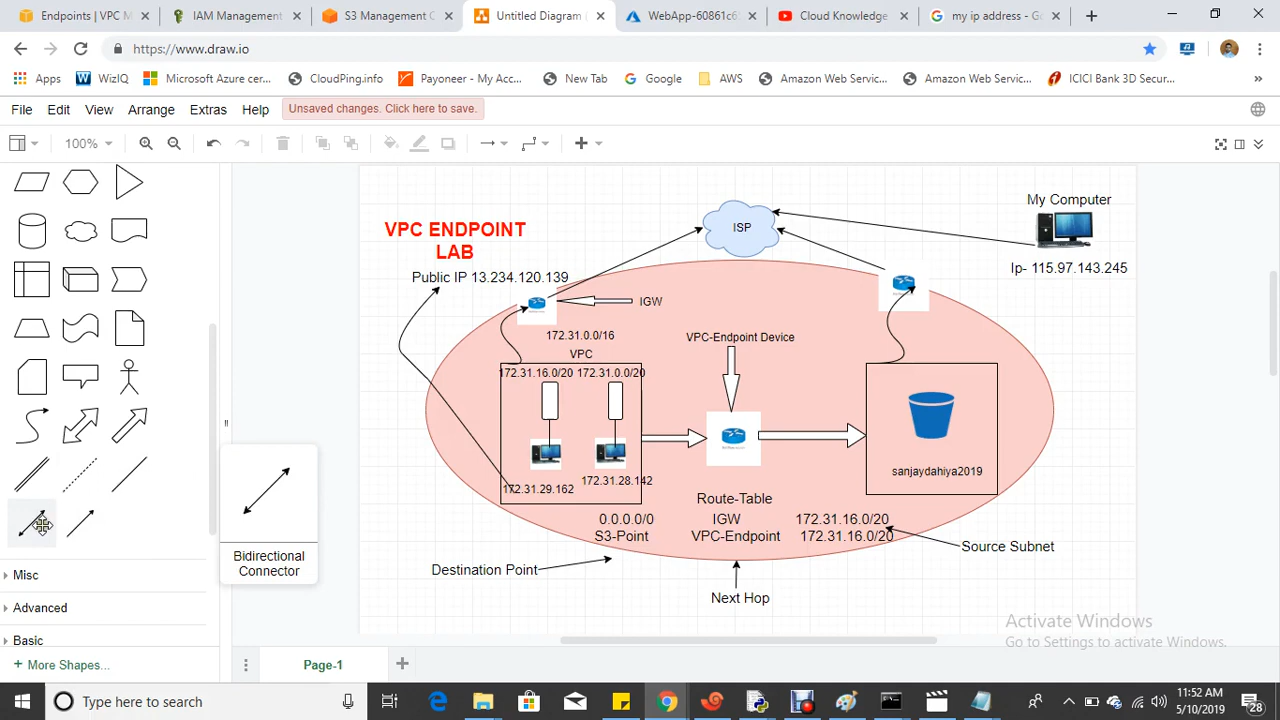 Endpoints | VPC M
IAM Management
S3 Management C
Untitled Diagram
WebApp-60861c6
Cloud Knowledge
my ip address - Go
https://www.draw.io
Apps
WizIQ
Microsoft Azure cer...
CloudPing.info
Payoneer - My Acc...
New Tab
Google
AWS
Amazon Web Servic...
Amazon Web Servic...
ICICI Bank 3D Secur...
File
Edit
View
Arrange
Extras
Help
Unsaved changes. Click here to save.
100%
My Computer
VPC ENDPOINT
LAB
ISP
Public IP 13.234.120.139
Ip- 115.97.143.245
IGW
172.31.0.0/16
VPC-Endpoint Device
VPC
172.31.16.0/20
172.31.0.0/20
sanjaydahiya2019
172.31.28.142
172.31.29.162
Route-Table
0.0.0.0/0
IGW
172.31.16.0/20
S3-Point
VPC-Endpoint
172.31.16.0/20
Source Subnet
Destination Point
Next Hop
Bidirectional
Connector
Misc
Advanced
Basic
More Shapes...
Page-1
Activate Windows
Go to Settings to activate Windows.
Type here to search
11:52 AM
5/10/2019
28